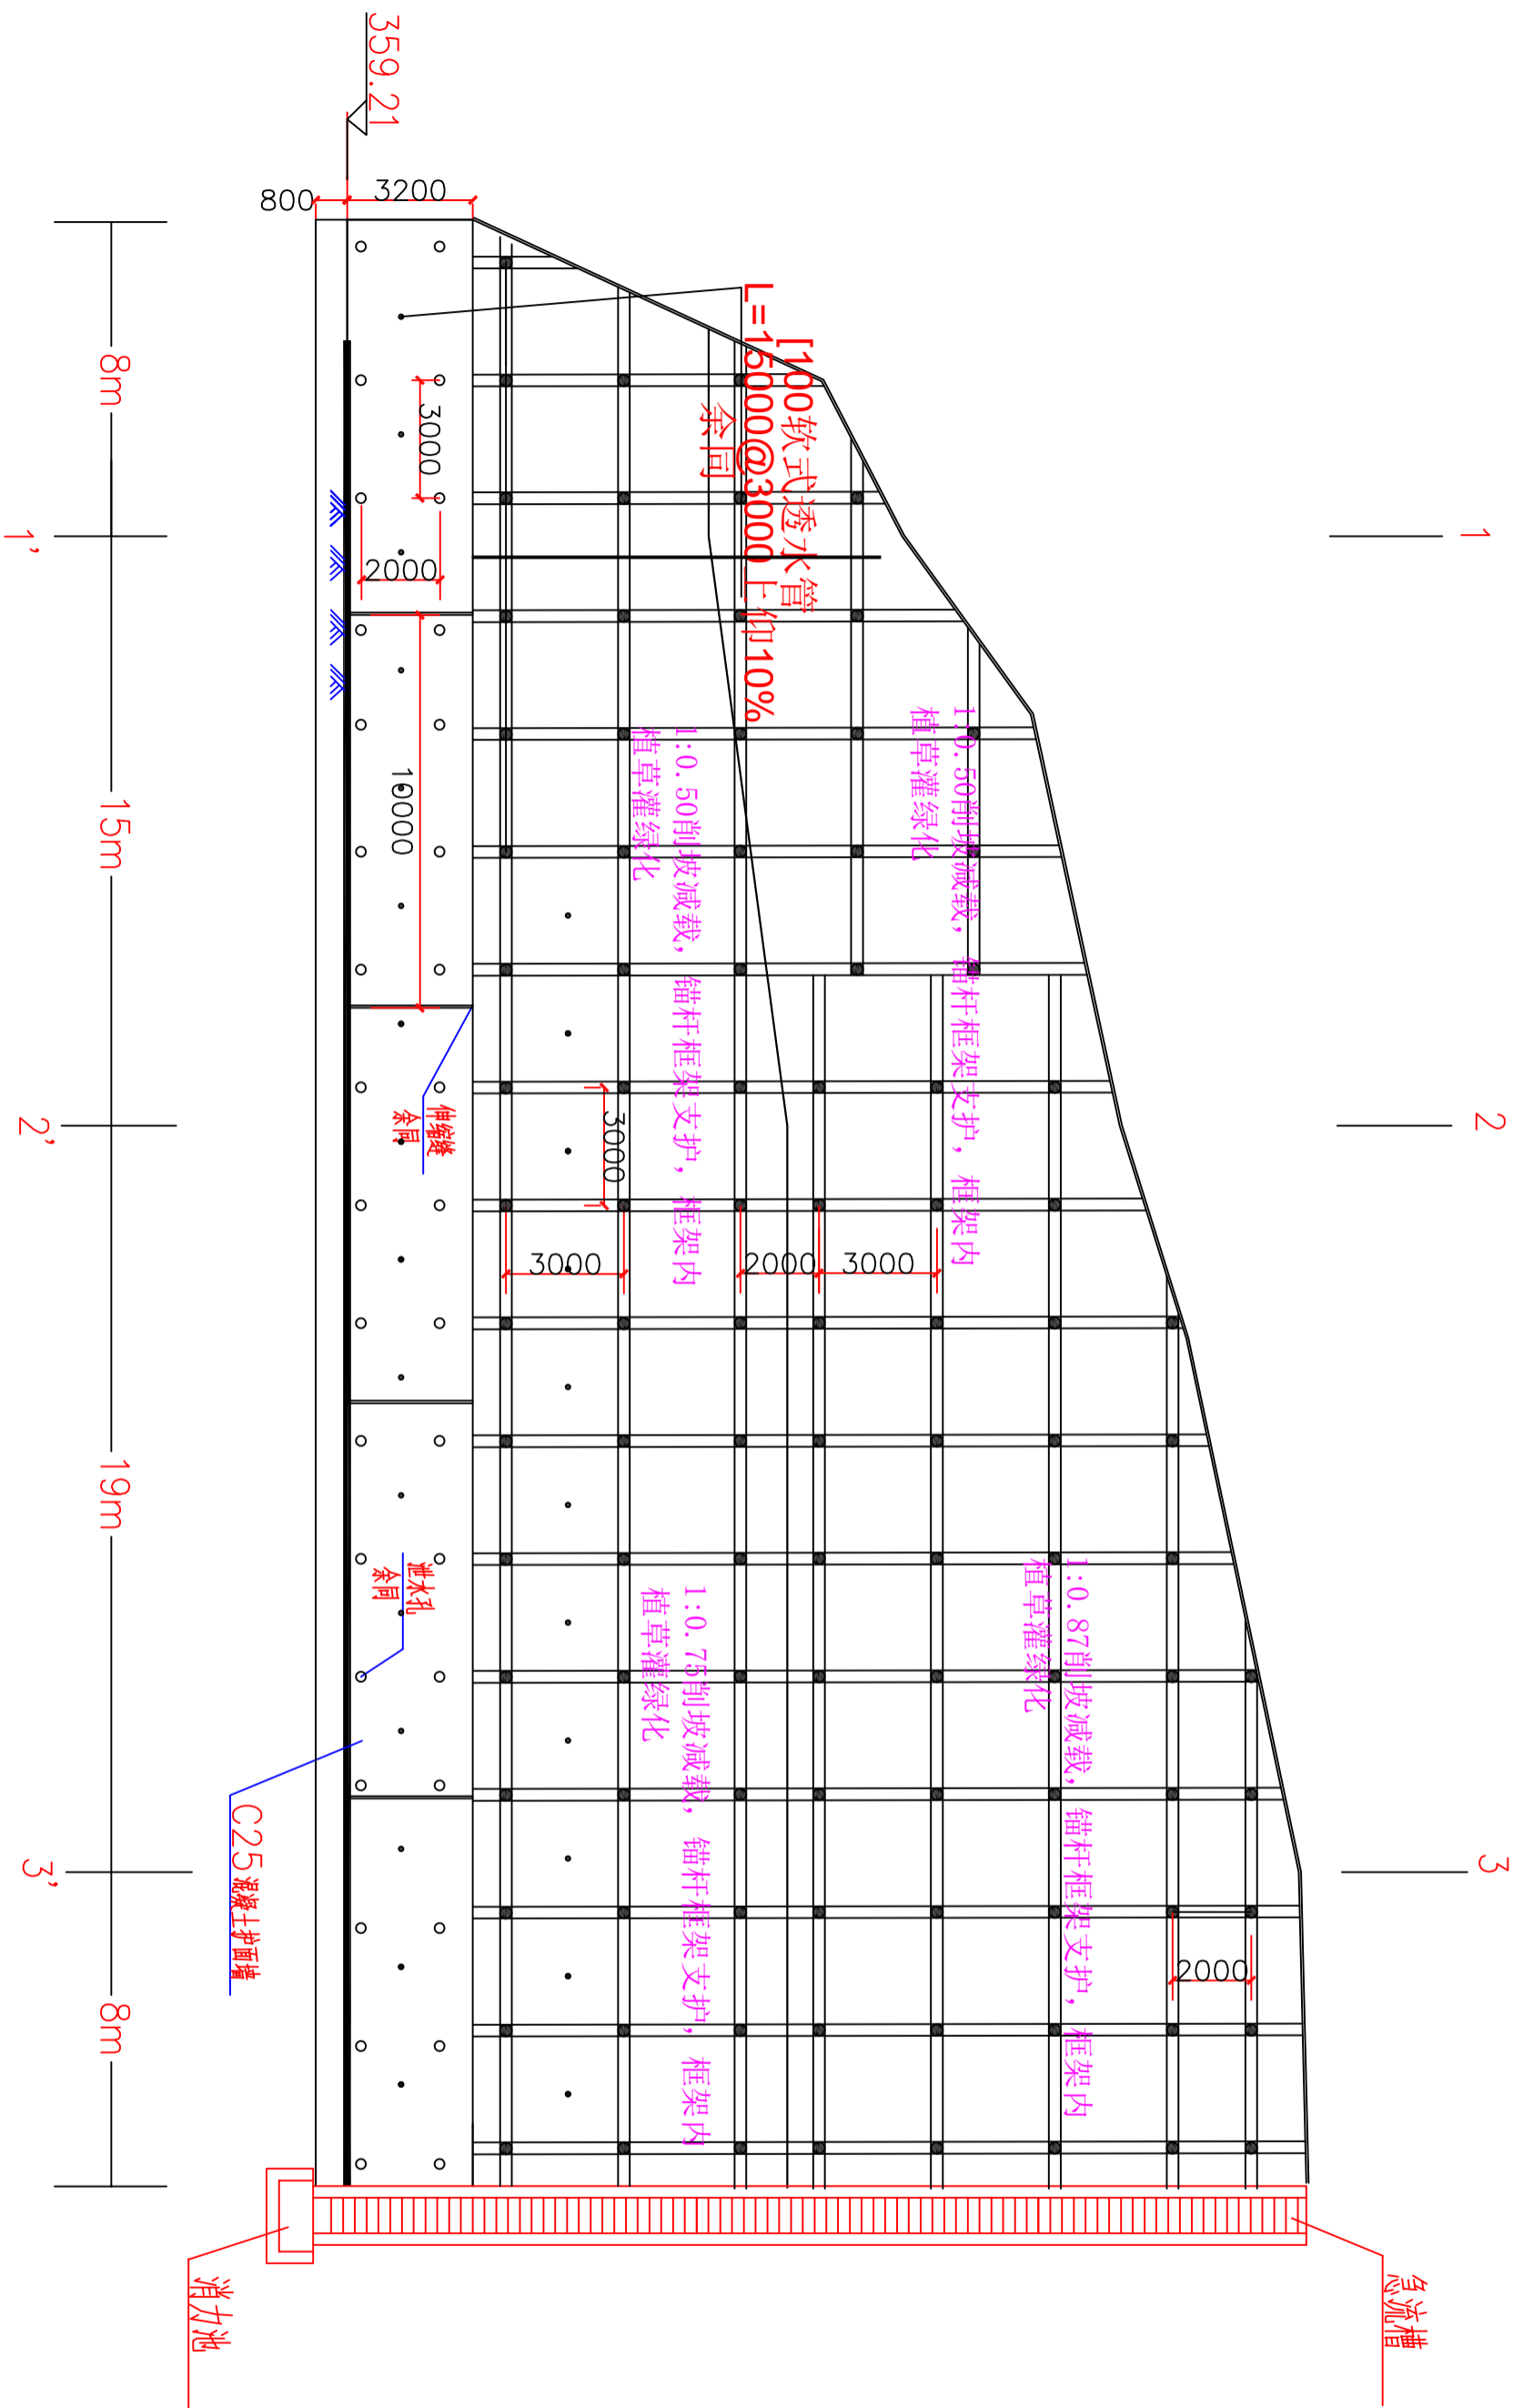 1
2
3
急流槽
1:0.50削坡减载，锚杆框架支护，框架内
植草灌绿化
1:0.87削坡减载，锚杆框架支护，框架内
植草灌绿化
2000
[100软式透水管
L=15000@3000上仰10%
余同
1:0.50削坡减载，锚杆框架支护，框架内
植草灌绿化
1:0.75削坡减载，锚杆框架支护，框架内
植草灌绿化
3000
3000
2000
3000
359.21
3200
800
3000
2000
10000
伸缩缝
余同
泄水孔
余同
C25混凝土护面墙
消力池
8m
15m
19m
8m
1'
2'
3'